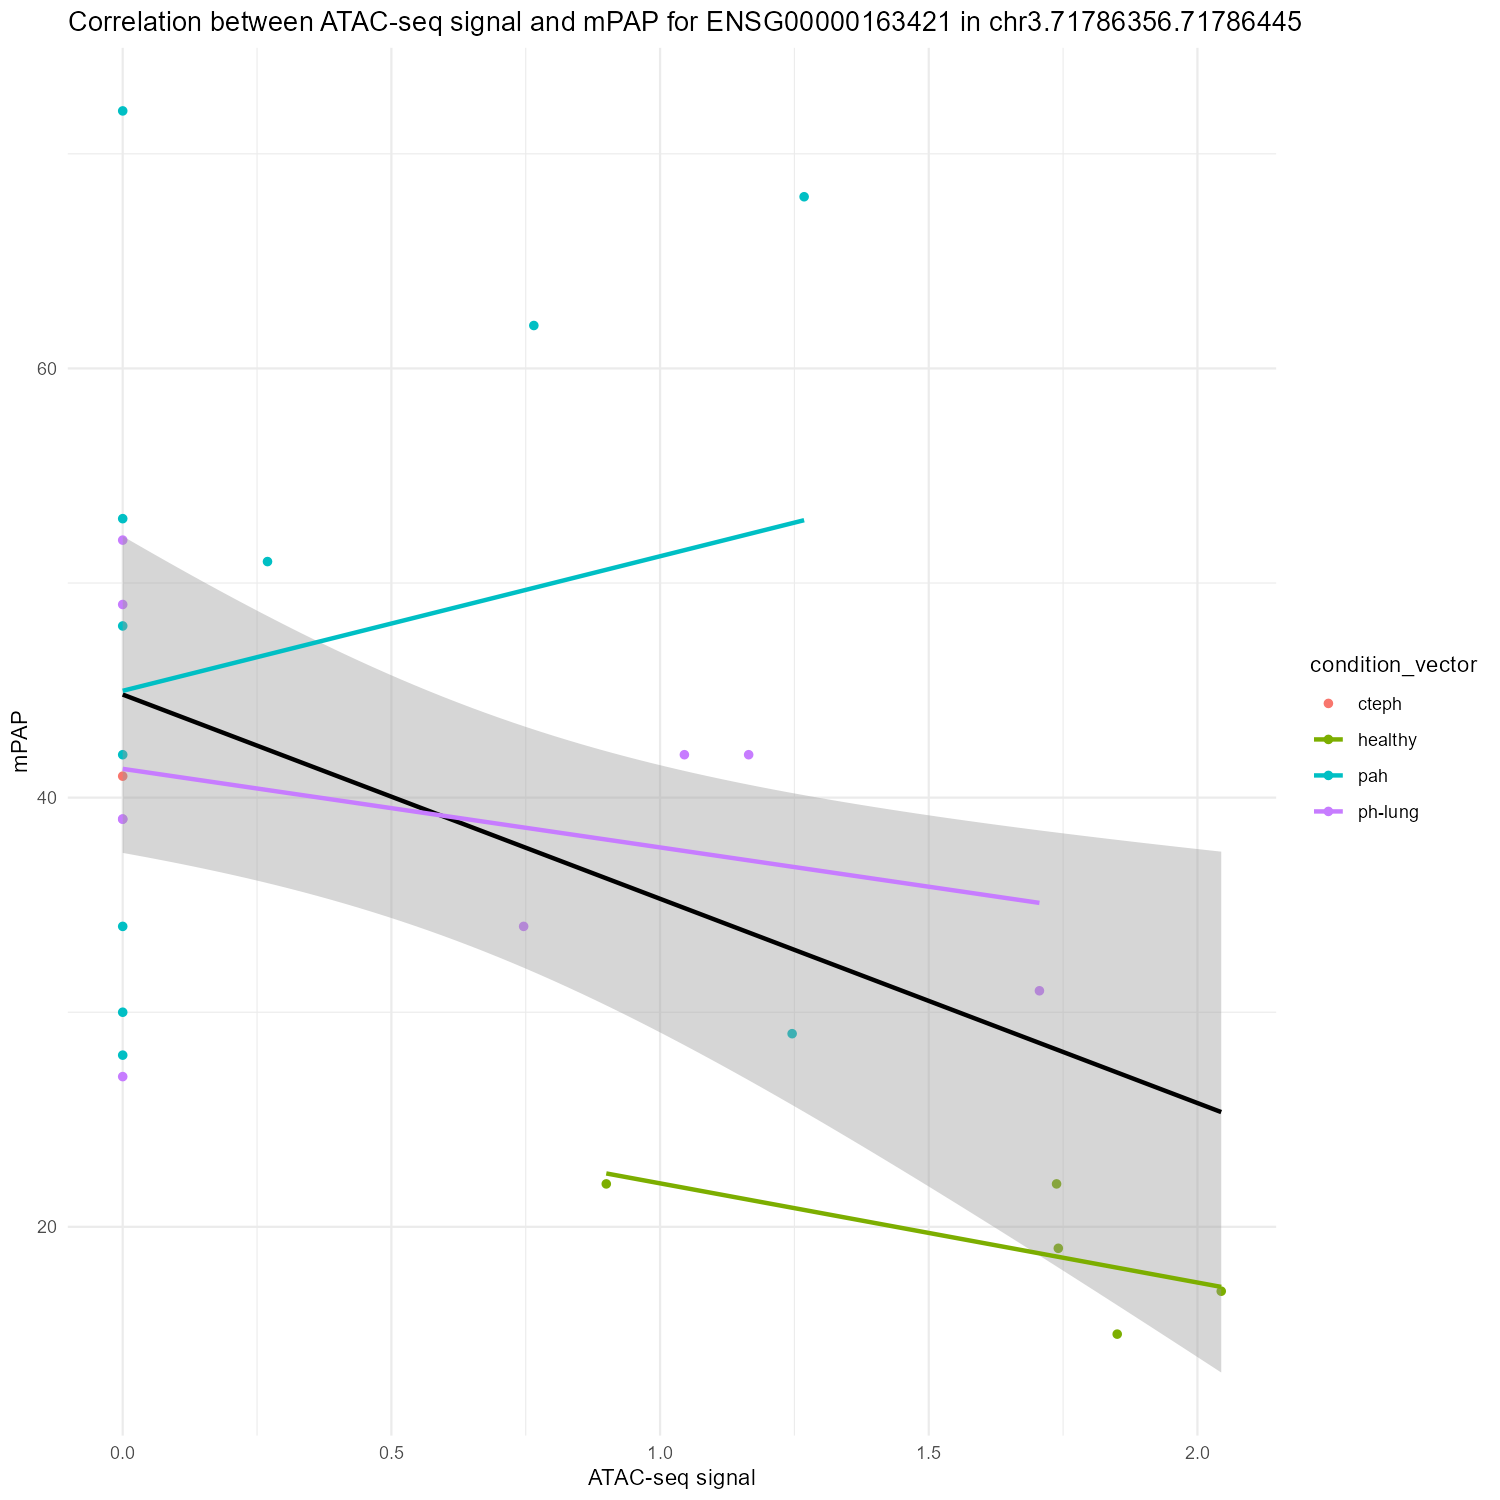 Correlation between ATAC-seq signal and mPAP for ENSG00000163421 in chr3.71786356.71786445
60
40
20
mPAP
0.0 0.5 1.0 1.5 2.0
ATAC-seq signal
condition_vector
cteph
healthy
pah
ph-lung